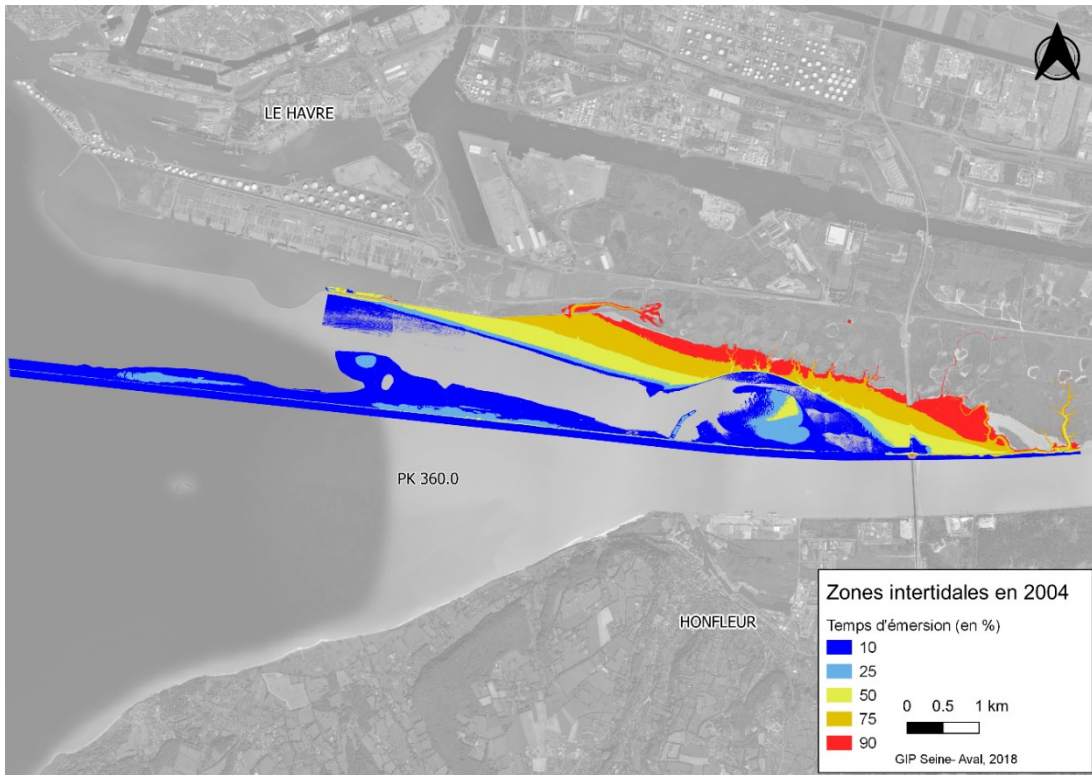 LE HAVRE
PK 360.0
HONFLEUR
Zones intertidales en 2004
Temps d'émersion (en %)
10
25
50
75
90
0 0.5 1 km
GIP Seine- Aval, 2018